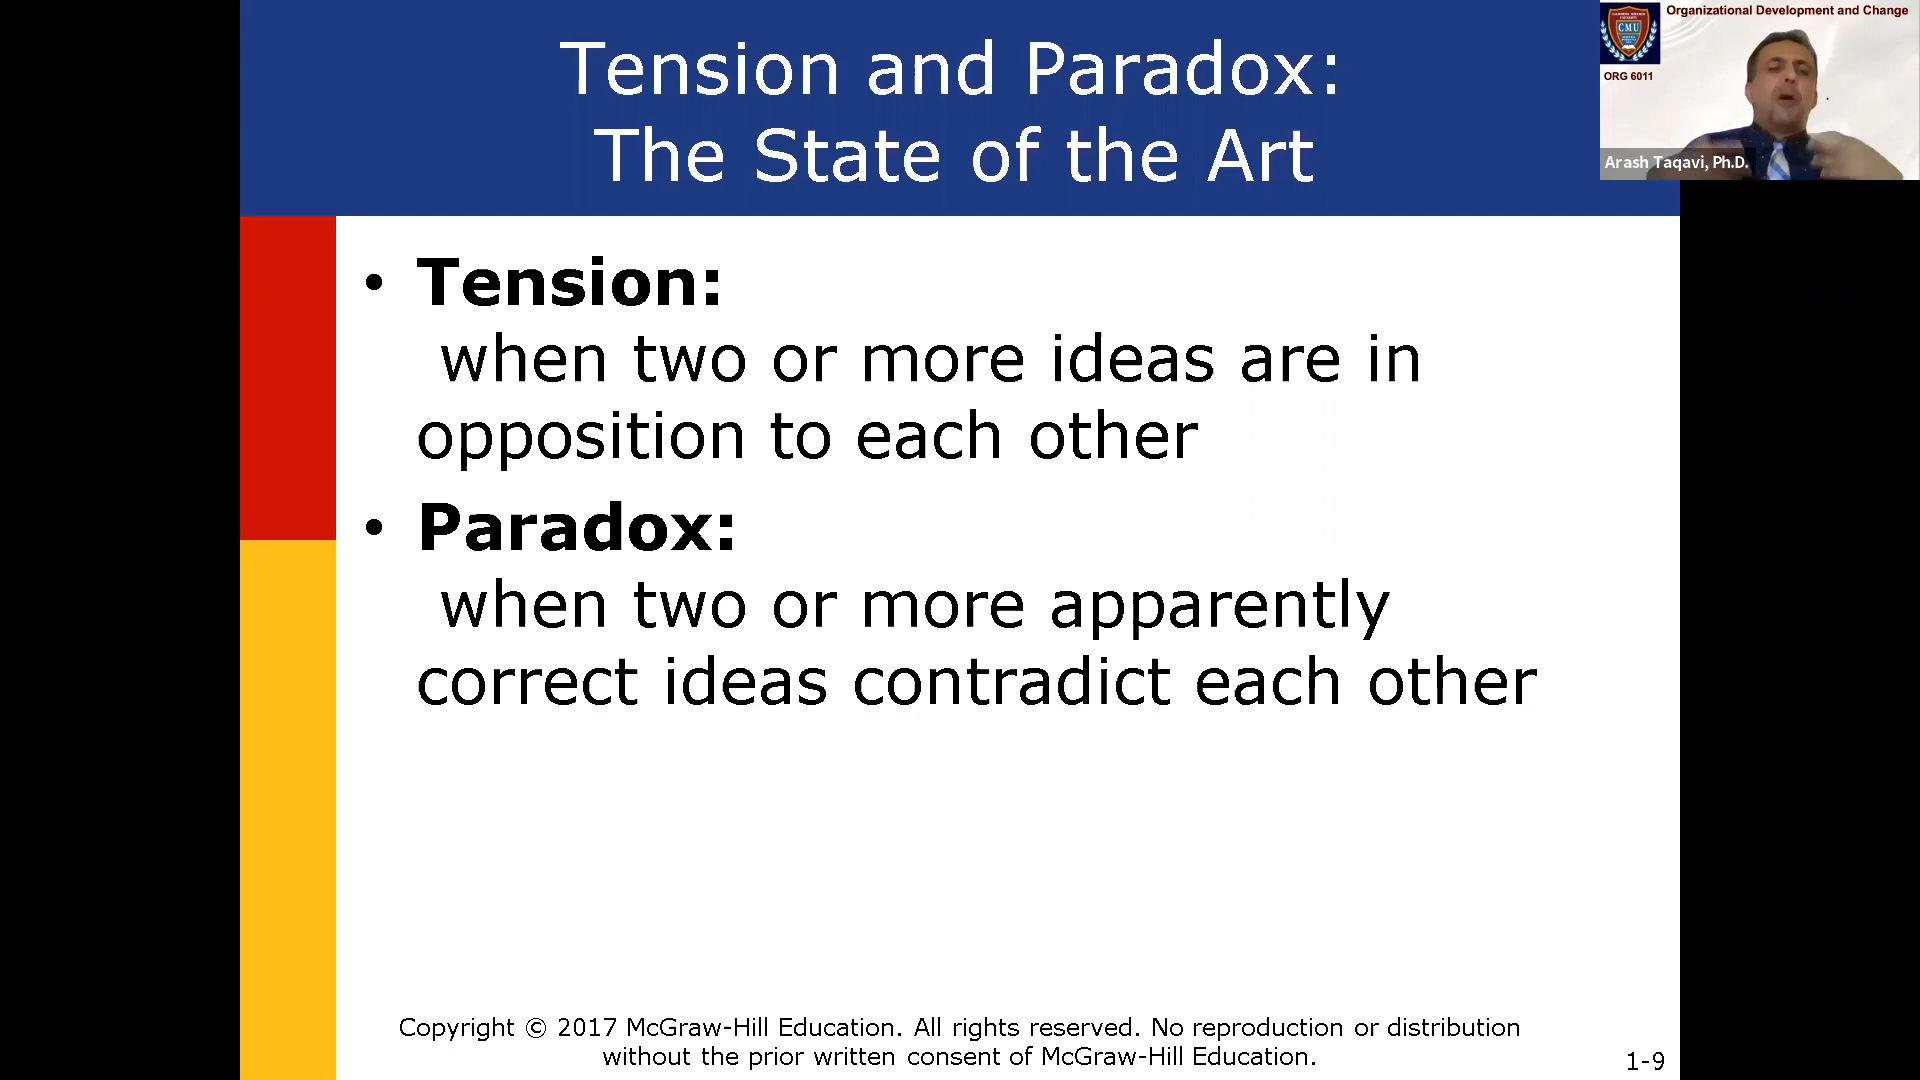 Tension and Paradox:
The State of the Art
• Tension:
when two or more ideas are in
opposition to each other
• Paradox:
when two or more apparently
correct ideas contradict each other
Copyright © 2017 McGraw-Hill Education. All rights reserved. No reproduction or distribution
without the prior written consent of McGraw-Hill Education.
1-9
Organizational Development and Change
CMU
ORG 6011
Arash Taqavi, Ph.D.